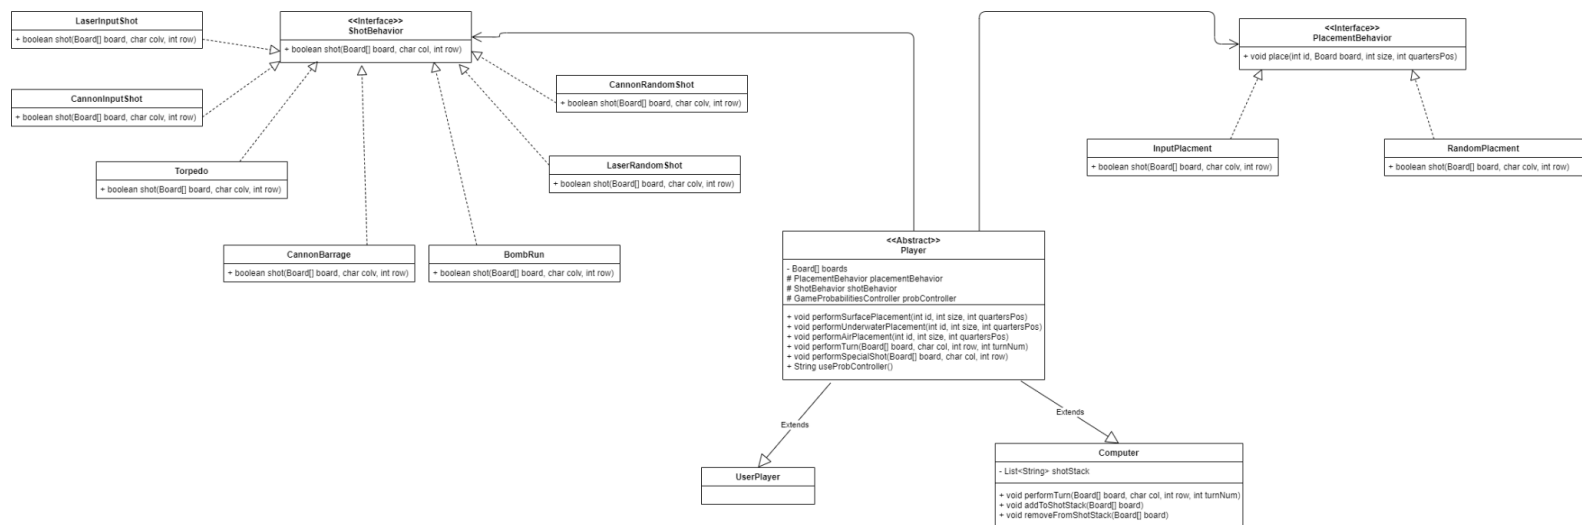 LaserInputShot
+ boolean shot(Board[] board, char colv, int row)
<<Interface>>
ShotBehavior
+ boolean shot(Board[] board, char col, int row)
<<Interface>>
PlacementBehavior
+ void place(int id, Board board, int size, int quartersPos)
CannonInputShot
+ boolean shot(Board[] board, char colv, int row)
CannonRandomShot
+ boolean shot(Board[] board, char colv, int row)
Torpedo
+ boolean shot(Board[] board, char colv, int row)
LaserRandomShot
+ boolean shot(Board[] board, char colv, int row)
InputPlacment
+ boolean shot(Board[] board, char colv, int row)
RandomPlacment
+ boolean shot(Board[] board, char colv, int row)
CannonBarrage
+ boolean shot(Board[] board, char colv, int row)
BombRun
+ boolean shot(Board[] board, char colv, int row)
<<Abstract>>
Player
- Board[] boards
# PlacementBehavior placementBehavior
# ShotBehavior shotBehavior
# GameProbabilitiesController probController
+ void performSurfacePlacement(int id, int size, int quartersPos)
+ void performUnderwaterPlacement(int id, int size, int quartersPos)
+ void performAirPlacement(int id, int size, int quartersPos)
+ void performTurn(Board[] board, char col, int row, int turnNum)
+ void performSpecialShot(Board[] board, char col, int row)
+ String useProbController()
Extends
Extends
UserPlayer
Computer
- List<String> shotStack
+ void performTurn(Board[] board, char col, int row, int turnNum)
+ void addToShotStack(Board[] board)
+ void removeFromShotStack(Board[] board)